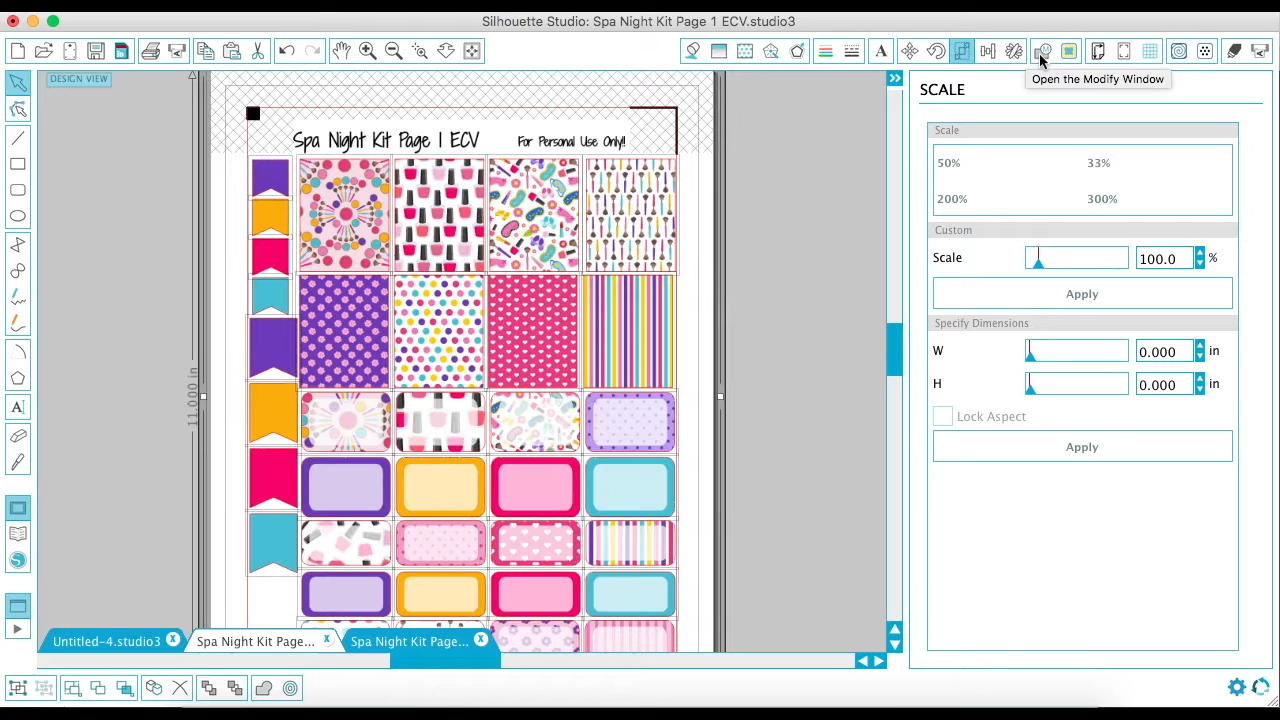 Silhouette Studio: Spa Night Kit Page 1 ECV.studio3
A
M
DESIGN VIEW
Open the Modify Window
SCALE
Spa Night Kit Page 1 ECV
For Personal Use Only!!
11.000 in
Scale
50%
33%
200%
300%
Custom
Scale
100.0
%
Apply
Specify Dimensions
W
0.000
in
H
0.000
in
Lock Aspect
Apply
A
Untitled-4.studio3
Spa Night Kit Page...
Spa Night Kit Page...